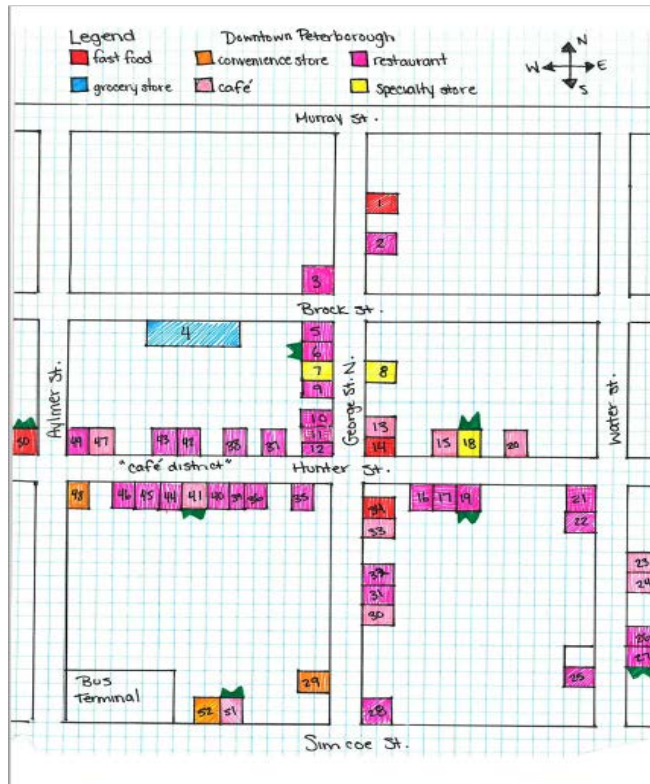 Legend
Downtown Peterborough
fast food
convenience store
restaurant
grocery store
café
specialty store
N
W E
S
Murray St.
1
2
3
Brock St.
4
5
6
7
8
9
10
11
12
13
14
15
18
20
50
49
47
43
42
38
37
Aylmer St.
George St. N.
Water St.
"café district"
Hunter St.
48
46
45
44
41
40
39
36
35
34
33
16
17
19
21
22
32
31
30
23
24
26
27
25
Bus
Terminal
29
52
51
28
Simcoe St.